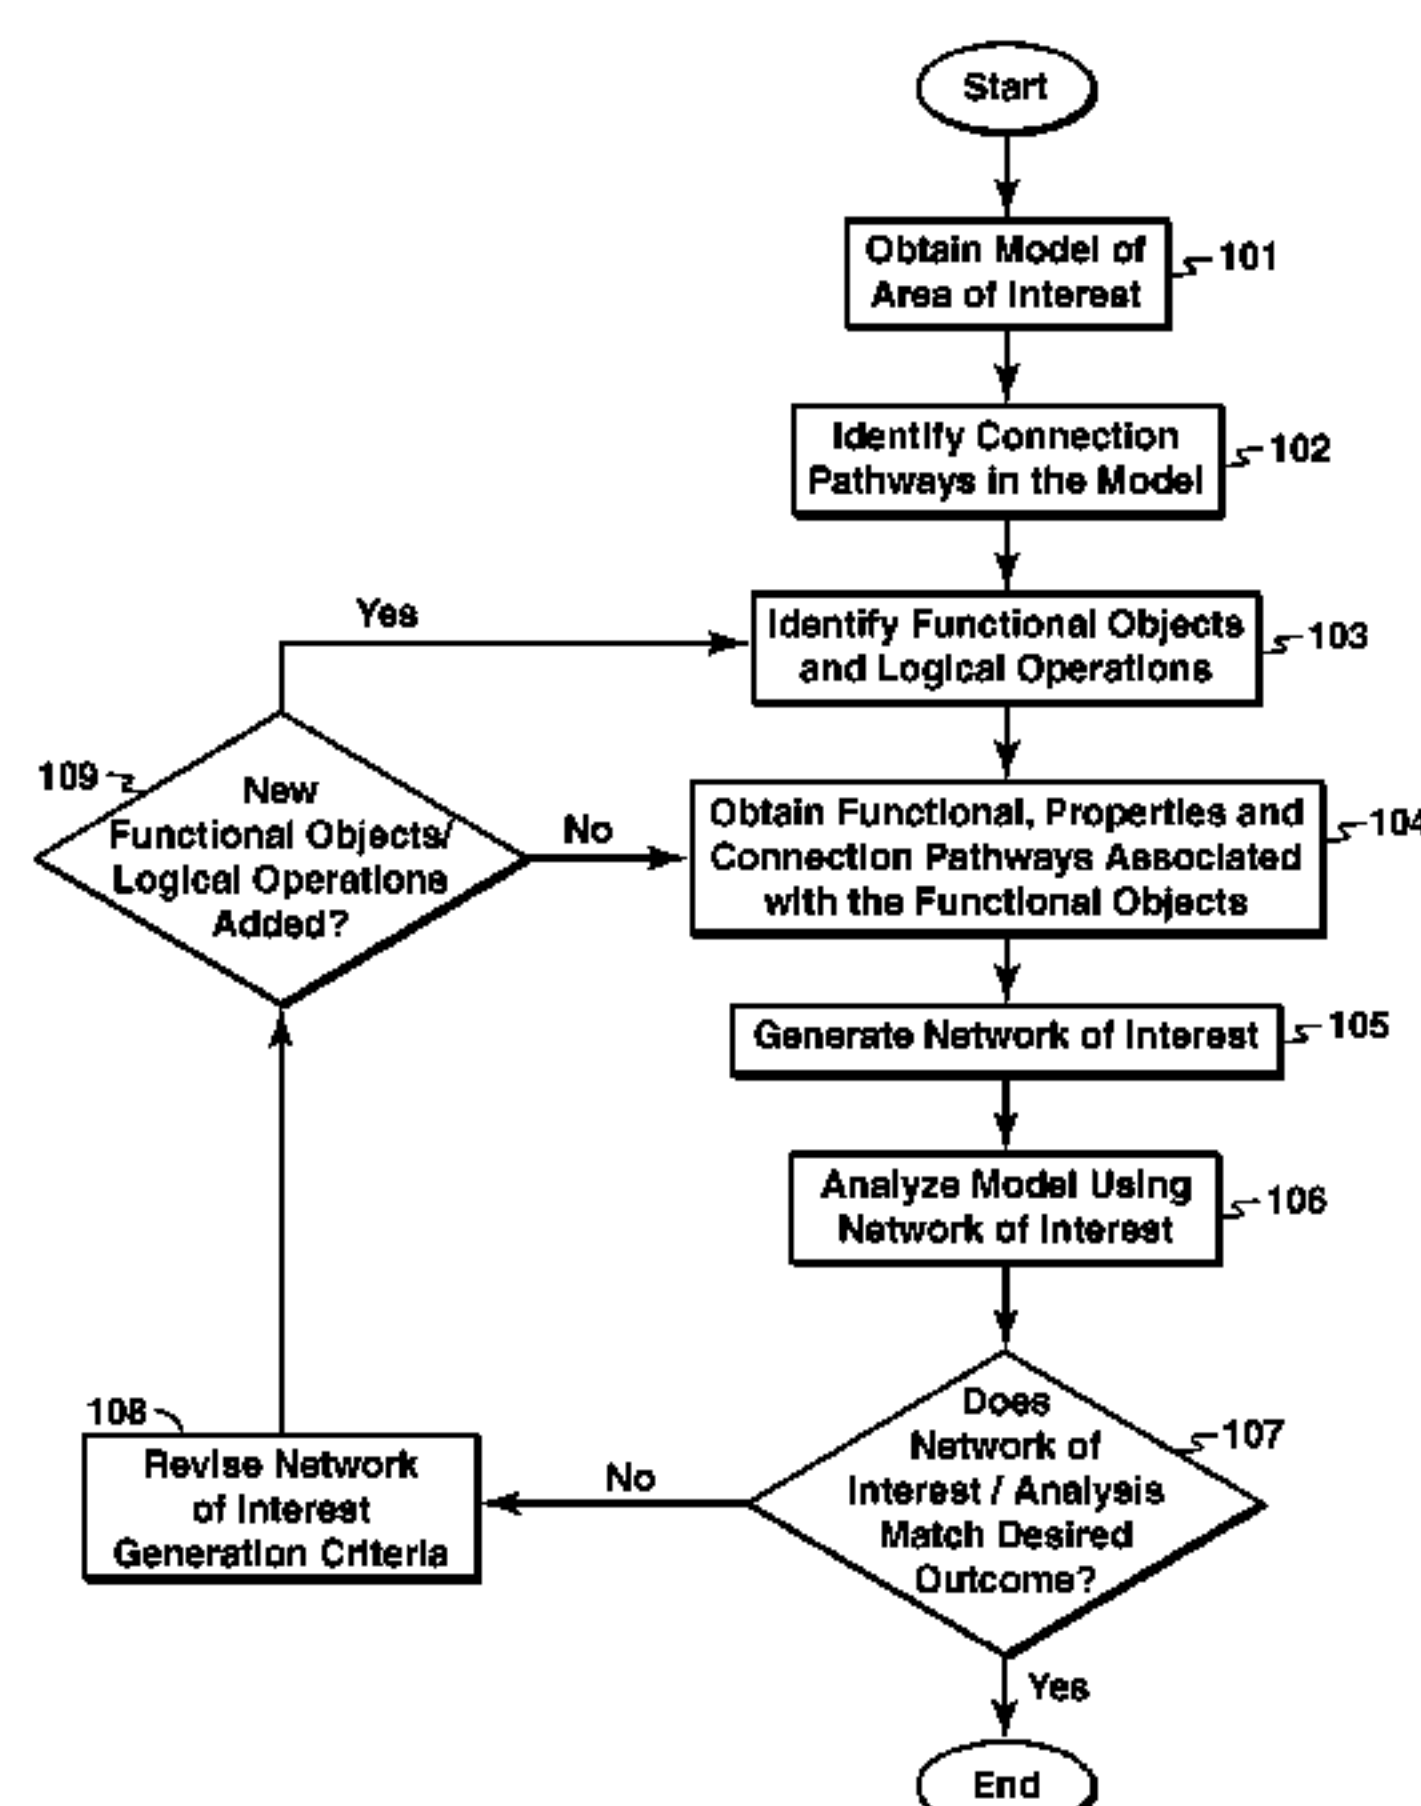 Start
Obtain Model of
Area of Interest
101
Identify Connection
Pathways in the Model
102
Yes
Identify Functional Objects
and Logical Operations
103
109
New
Functional Objects/
Logical Operations
Added?
No
Obtain Functional, Properties and
Connection Pathways Associated
with the Functional Objects
104
Generate Network of Interest
105
Analyze Model Using
Network of Interest
106
Does
Network of
Interest / Analysis
Match Desired
Outcome?
107
108
Revise Network
of Interest
Generation Criteria
No
Yes
End